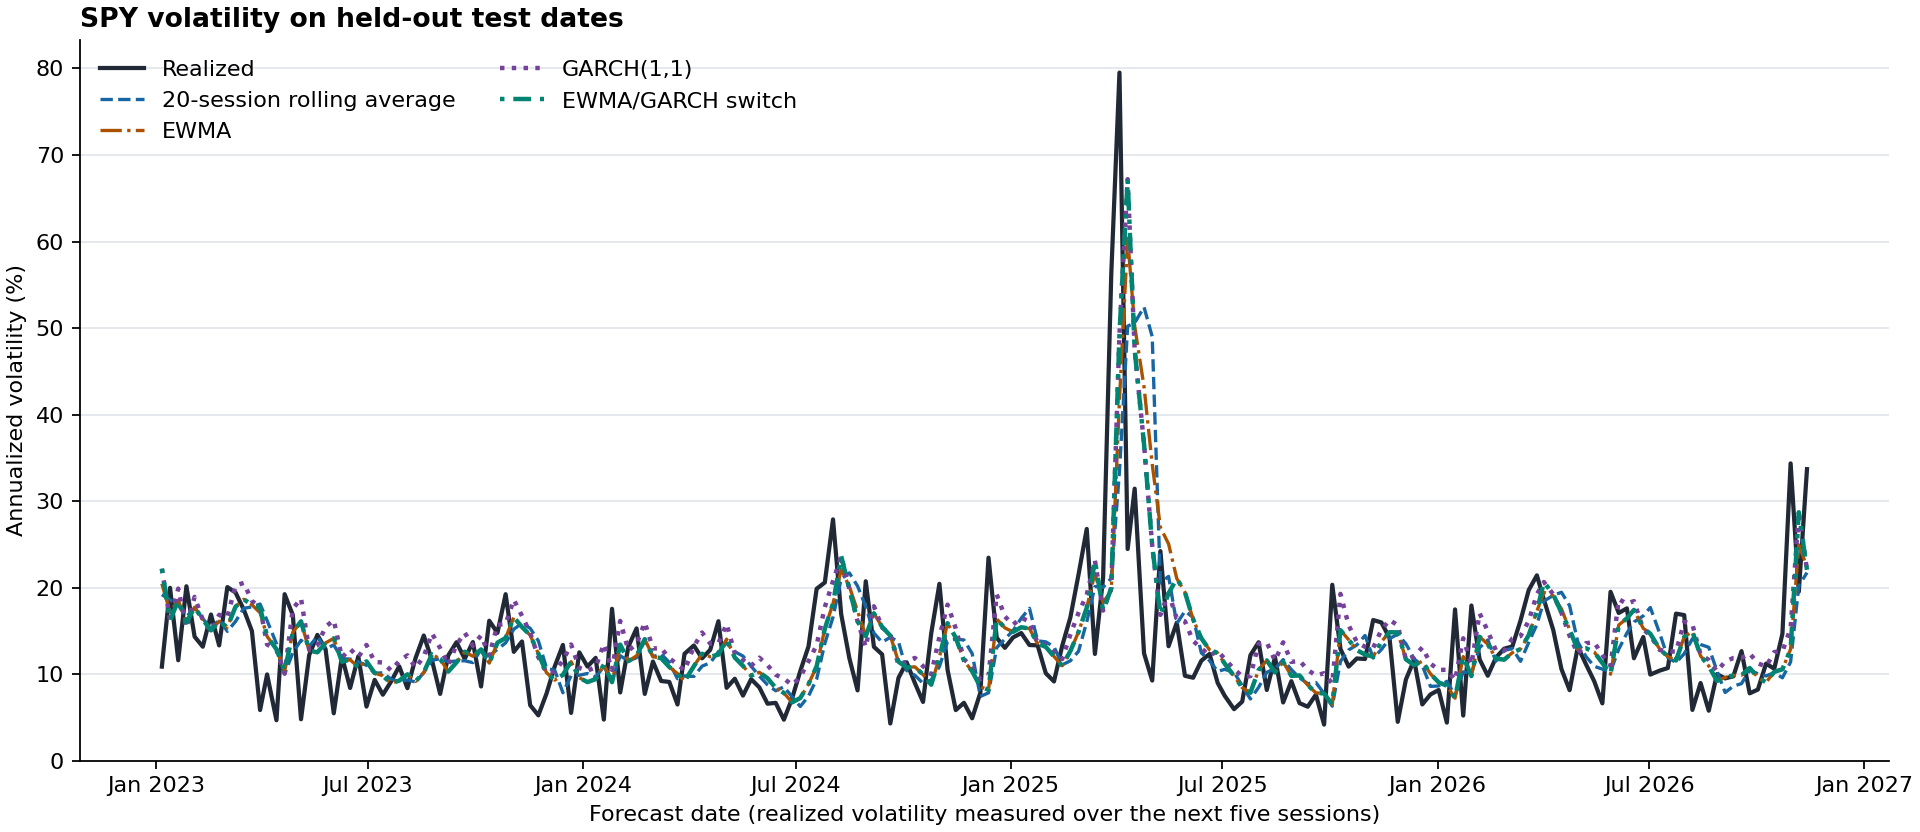 SPY volatility on held-out test dates
Realized
20-session rolling average
EWMA
GARCH(1,1)
EWMA/GARCH switch
Annualized volatility (%)
80
70
60
50
40
30
20
10
0
Jan 2023 Jul 2023 Jan 2024 Jul 2024 Jan 2025 Jul 2025 Jan 2026 Jul 2026 Jan 2027
Forecast date (realized volatility measured over the next five sessions)